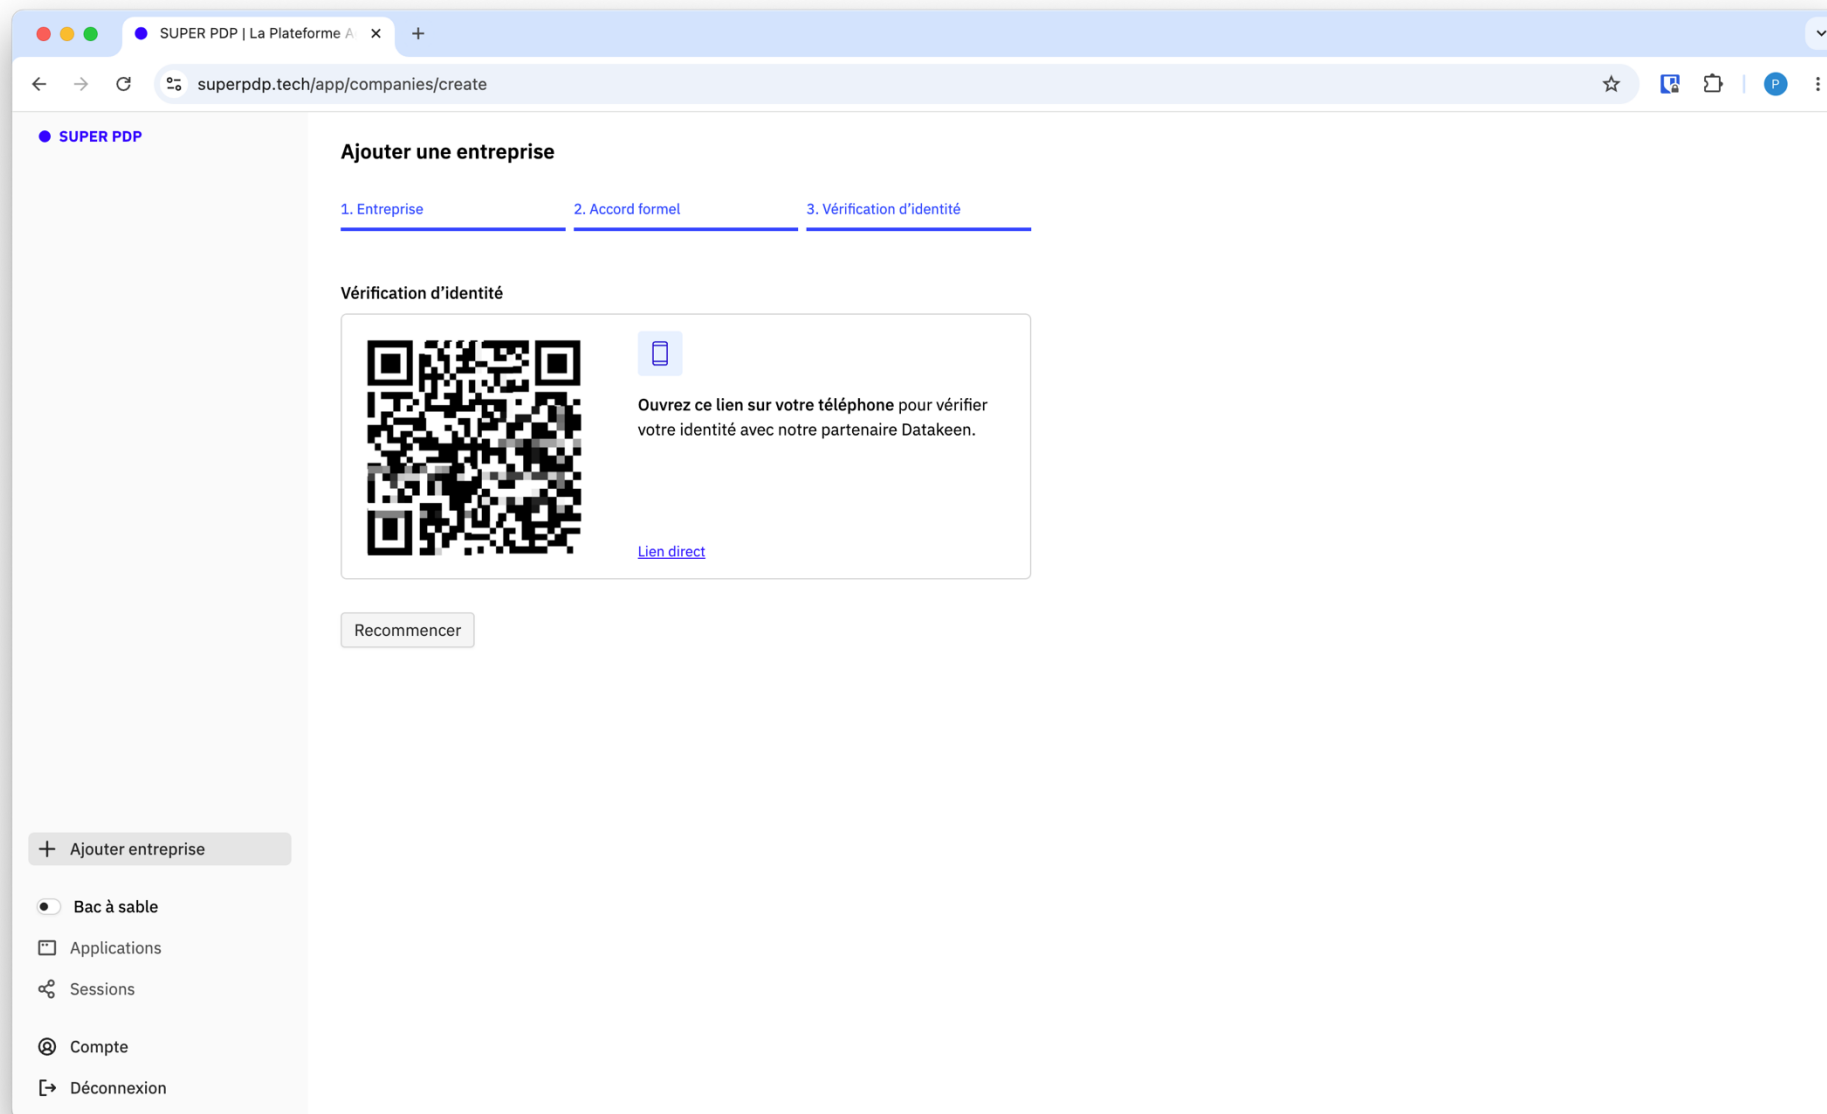 SUPER PDP | La Plateforme A
superpdp.tech/app/companies/create
P
SUPER PDP
Ajouter une entreprise
1. Entreprise
2. Accord formel
3. Vérification d’identité
Vérification d’identité
Ouvrez ce lien sur votre téléphone pour vérifier
votre identité avec notre partenaire Datakeen.
Lien direct
Recommencer
Ajouter entreprise
Bac à sable
Applications
Sessions
Compte
Déconnexion